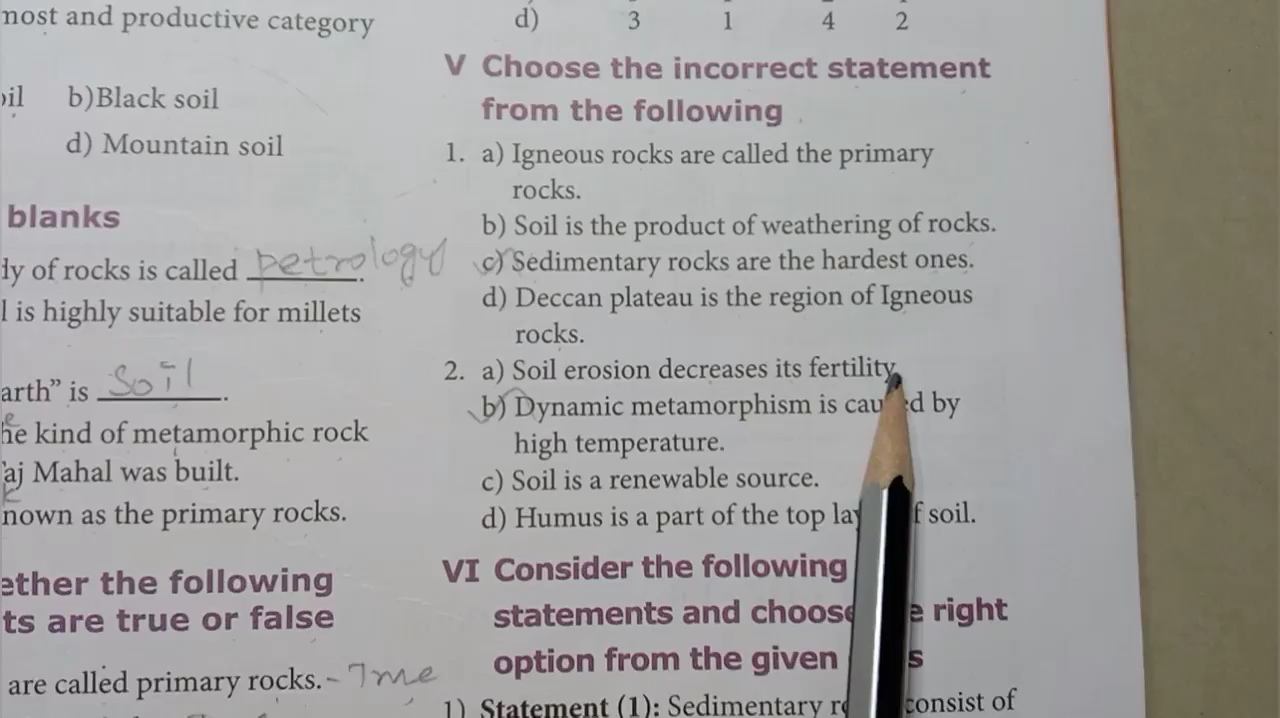 most and productive category
b)Black soil
d) Mountain soil
blanks
of rocks is called petrology.
is highly suitable for millets
arth” is Soil.
kind of metamorphic rock
aj Mahal was built.
nown as the primary rocks.
ether the following
ts are true or false
are called primary rocks. - True
d) 3 1 4 2
V Choose the incorrect statement
from the following
1. a) Igneous rocks are called the primary
rocks.
b) Soil is the product of weathering of rocks.
c) Sedimentary rocks are the hardest ones.
d) Deccan plateau is the region of Igneous
rocks.
2. a) Soil erosion decreases its fertility
b) Dynamic metamorphism is caused by
high temperature.
c) Soil is a renewable source.
d) Humus is a part of the top soil.
VI Consider the following
statements and choose right
option from the given
1) Statement (1): Sedimentary consist of